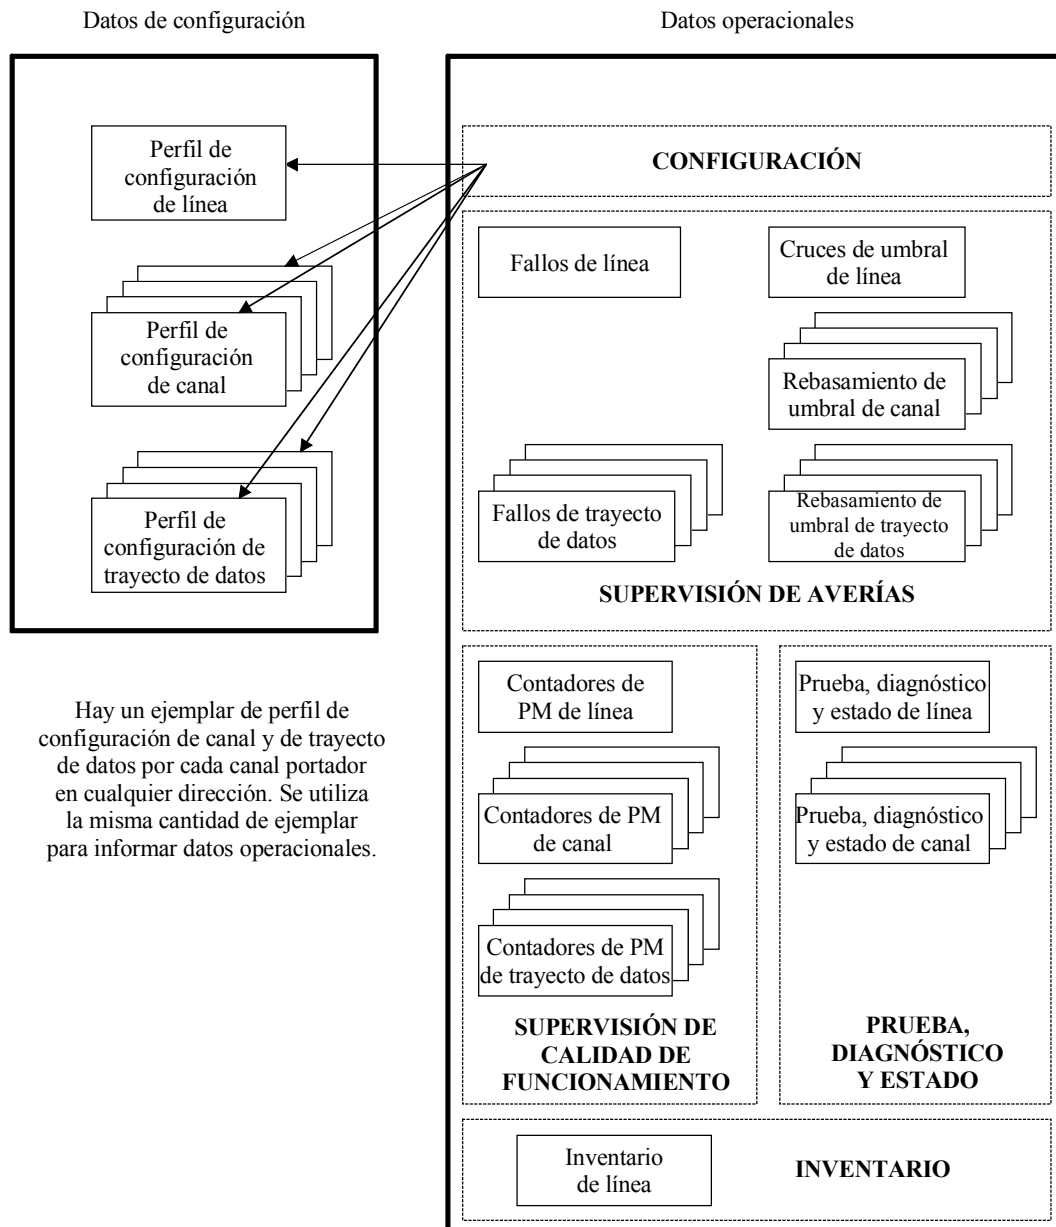 Datos de configuración
Datos operacionales
Perfil de
configuración
de línea
Perfil de
configuración
de canal
Perfil de
configuración de
trayecto de datos
Hay un ejemplar de perfil de
configuración de canal y de trayecto
de datos por cada canal portador
en cualquier dirección. Se utiliza
la misma cantidad de ejemplar
para informar datos operacionales.
CONFIGURACIÓN
Fallos de línea
Cruces de umbral
de línea
Rebasamiento de
umbral de canal
Fallos de trayecto
de datos
Rebasamiento de
umbral de trayecto
de datos
SUPERVISIÓN DE AVERÍAS
Contadores de
PM de línea
Contadores de PM
de canal
Contadores de PM
de trayecto de datos
SUPERVISIÓN DE
CALIDAD DE
FUNCIONAMIENTO
Prueba, diagnóstico
y estado de línea
Prueba, diagnóstico
y estado de canal
PRUEBA,
DIAGNÓSTICO
Y ESTADO
Inventario
de línea
INVENTARIO